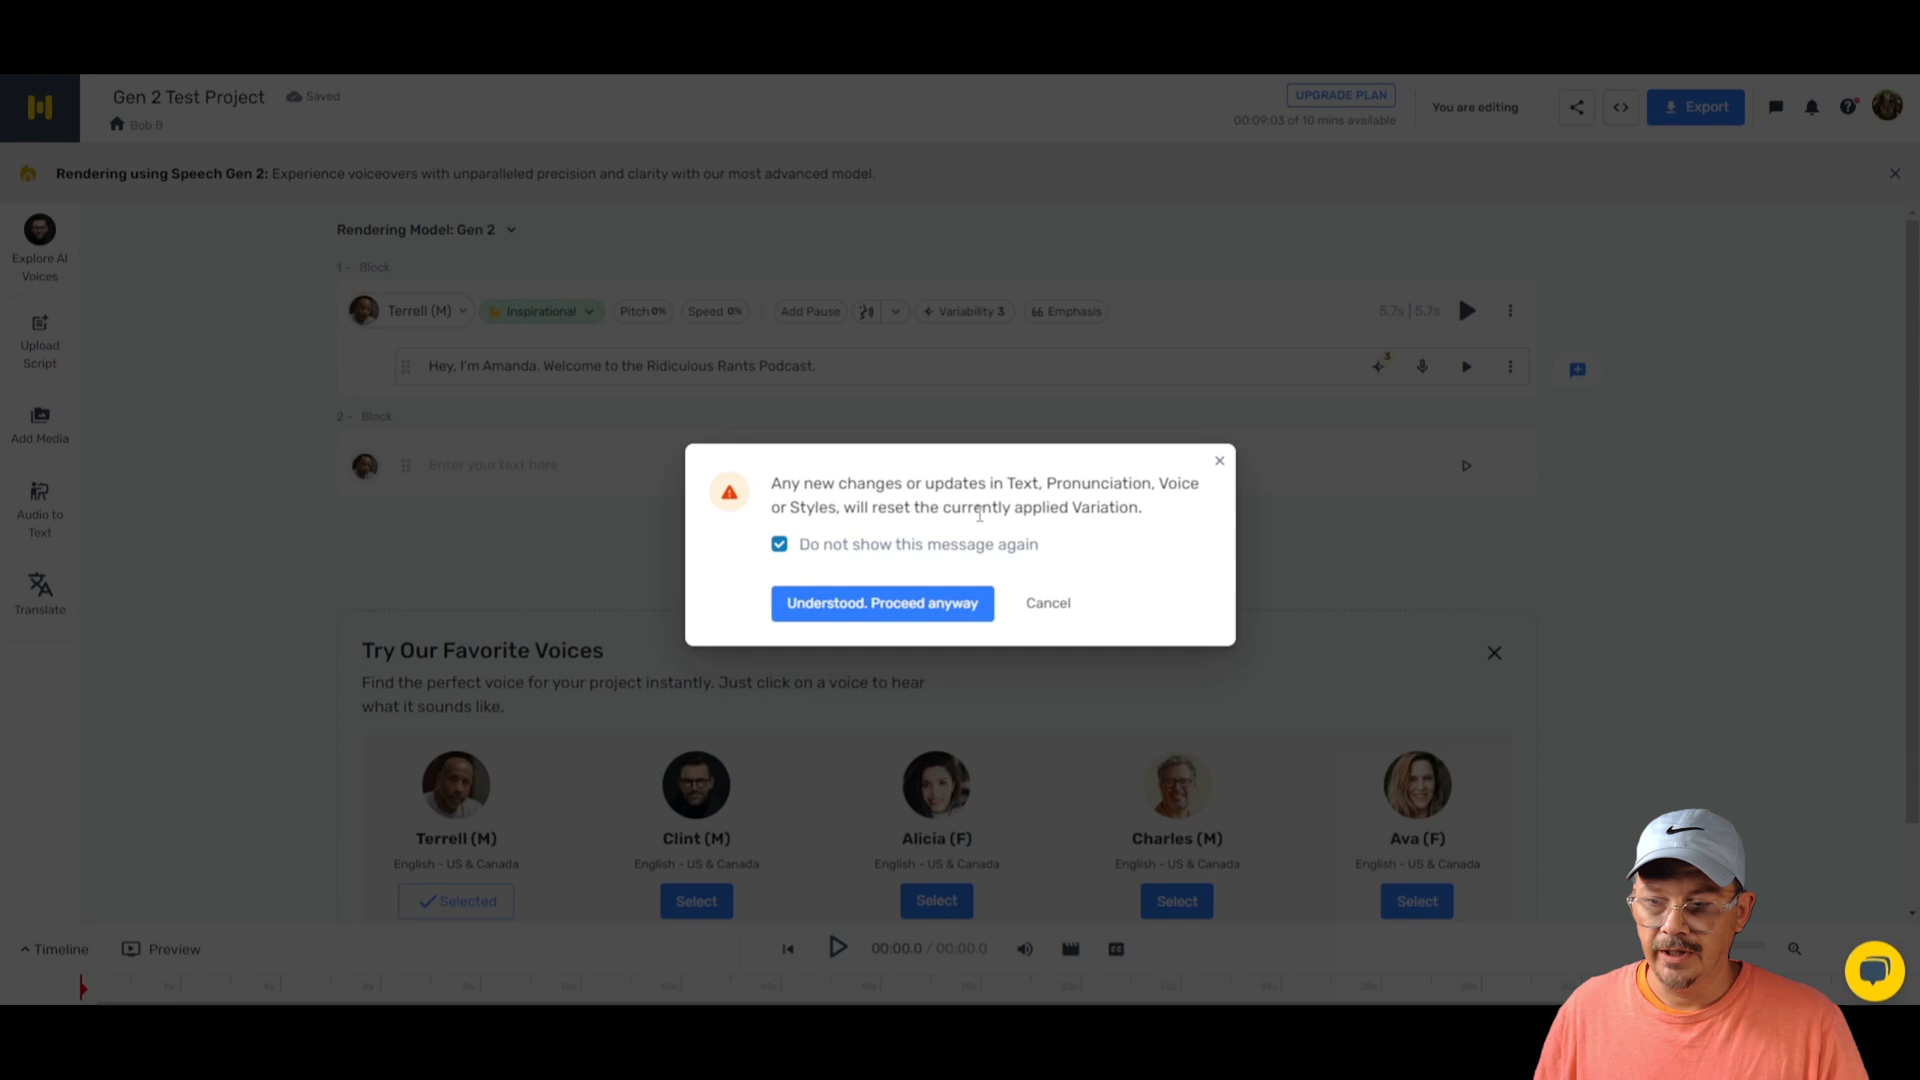 Gen 2 Test Project
Saved
Bob B
UPGRADE PLAN
00:09:03 of 10 mins available
You are editing
Export
Rendering using Speech Gen 2: Experience voiceovers with unparalleled precision and clarity with our most advanced model.
Explore AI
Voices
Upload
Script
Add Media
Audio to
Text
Translate
Rendering Model: Gen 2
1 - Block
Terrell (M)
Inspirational
Pitch 0%
Speed 0%
Add Pause
Variability 3
Emphasis
5.7s | 5.7s
Hey, I'm Amanda. Welcome to the Ridiculous Rants Podcast.
3
2 - Block
Enter your text here
Any new changes or updates in Text, Pronunciation, Voice
or Styles, will reset the currently applied Variation.
Do not show this message again
Understood. Proceed anyway
Cancel
Try Our Favorite Voices
Find the perfect voice for your project instantly. Just click on a voice to hear
what it sounds like.
Terrell (M)
English - US & Canada
Selected
Clint (M)
English - US & Canada
Select
Alicia (F)
English - US & Canada
Select
Charles (M)
English - US & Canada
Select
Ava (F)
English - US & Canada
Select
Timeline
Preview
00:00.0 / 00:00.0